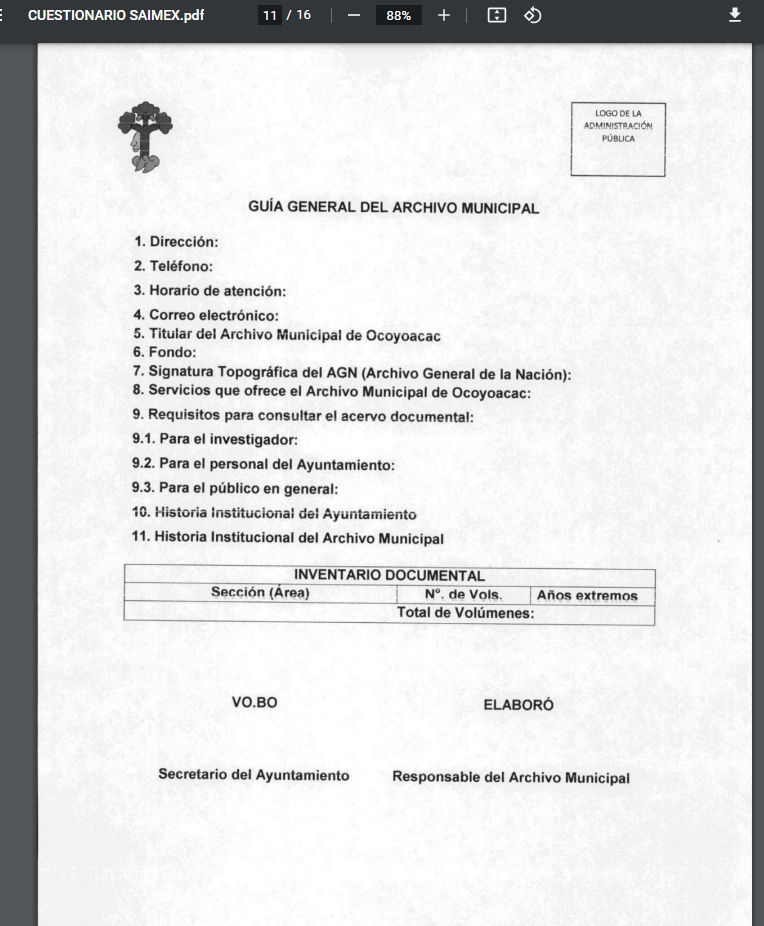 CUESTIONARIO SAIMEX.pdf
11 / 16
88%
LOGO DE LA
ADMINISTRACIÓN
PÚBLICA
GUÍA GENERAL DEL ARCHIVO MUNICIPAL
1. Dirección:
2. Teléfono:
3. Horario de atención:
4. Correo electrónico:
5. Titular del Archivo Municipal de Ocoyoacac
6. Fondo:
7. Signatura Topográfica del AGN (Archivo General de la Nación):
8. Servicios que ofrece el Archivo Municipal de Ocoyoacac:
9. Requisitos para consultar el acervo documental:
9.1. Para el investigador:
9.2. Para el personal del Ayuntamiento:
9.3. Para el público en general:
10. Historia Institucional del Ayuntamiento
11. Historia Institucional del Archivo Municipal
INVENTARIO DOCUMENTAL
Sección (Área) N°. de Vols. Años extremos
Total de Volúmenes:
VO.BO ELABORÓ
Secretario del Ayuntamiento Responsable del Archivo Municipal